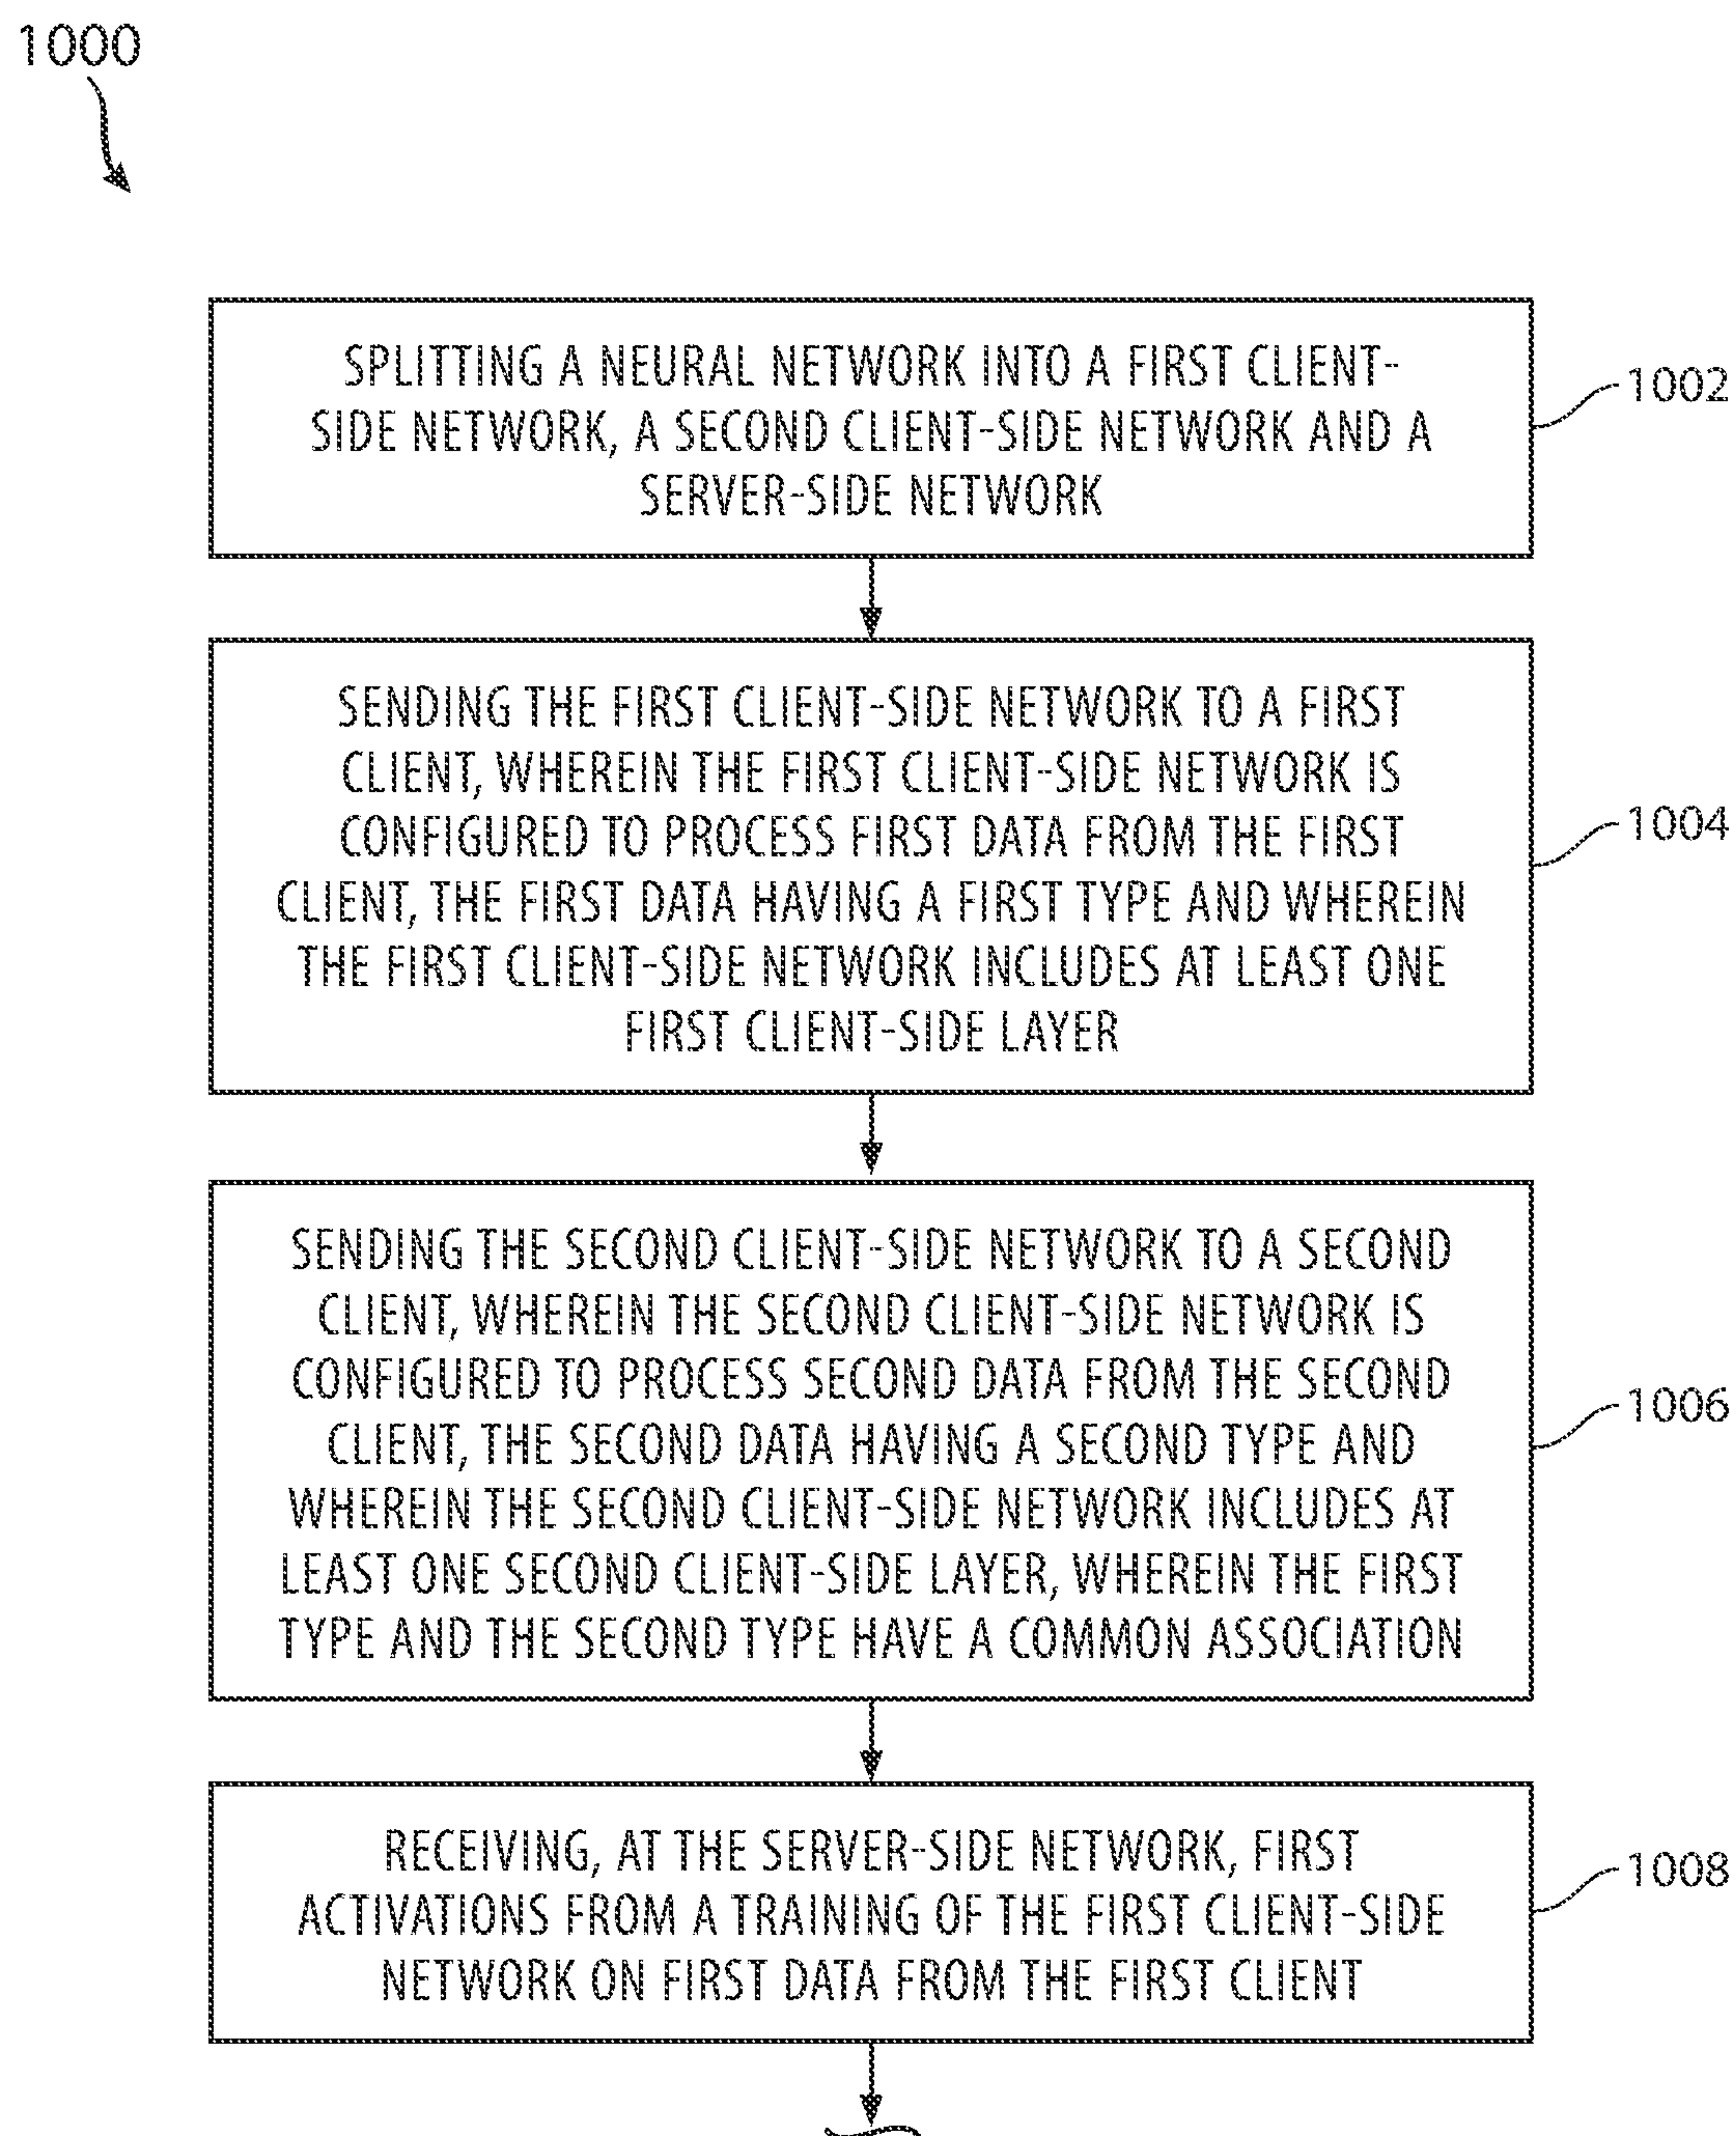 1000
SPLITTING A NEURAL NETWORK INTO A FIRST CLIENT-
SIDE NETWORK, A SECOND CLIENT-SIDE NETWORK AND A
SERVER-SIDE NETWORK
1002
SENDING THE FIRST CLIENT-SIDE NETWORK TO A FIRST
CLIENT, WHEREIN THE FIRST CLIENT-SIDE NETWORK IS
CONFIGURED TO PROCESS FIRST DATA FROM THE FIRST
CLIENT, THE FIRST DATA HAVING A FIRST TYPE AND WHEREIN
THE FIRST CLIENT-SIDE NETWORK INCLUDES AT LEAST ONE
FIRST CLIENT-SIDE LAYER
1004
SENDING THE SECOND CLIENT-SIDE NETWORK TO A SECOND
CLIENT, WHEREIN THE SECOND CLIENT-SIDE NETWORK IS
CONFIGURED TO PROCESS SECOND DATA FROM THE SECOND
CLIENT, THE SECOND DATA HAVING A SECOND TYPE AND
WHEREIN THE SECOND CLIENT-SIDE NETWORK INCLUDES AT
LEAST ONE SECOND CLIENT-SIDE LAYER, WHEREIN THE FIRST
TYPE AND THE SECOND TYPE HAVE A COMMON ASSOCIATION
1006
RECEIVING, AT THE SERVER-SIDE NETWORK, FIRST
ACTIVATIONS FROM A TRAINING OF THE FIRST CLIENT-SIDE
NETWORK ON FIRST DATA FROM THE FIRST CLIENT
1008